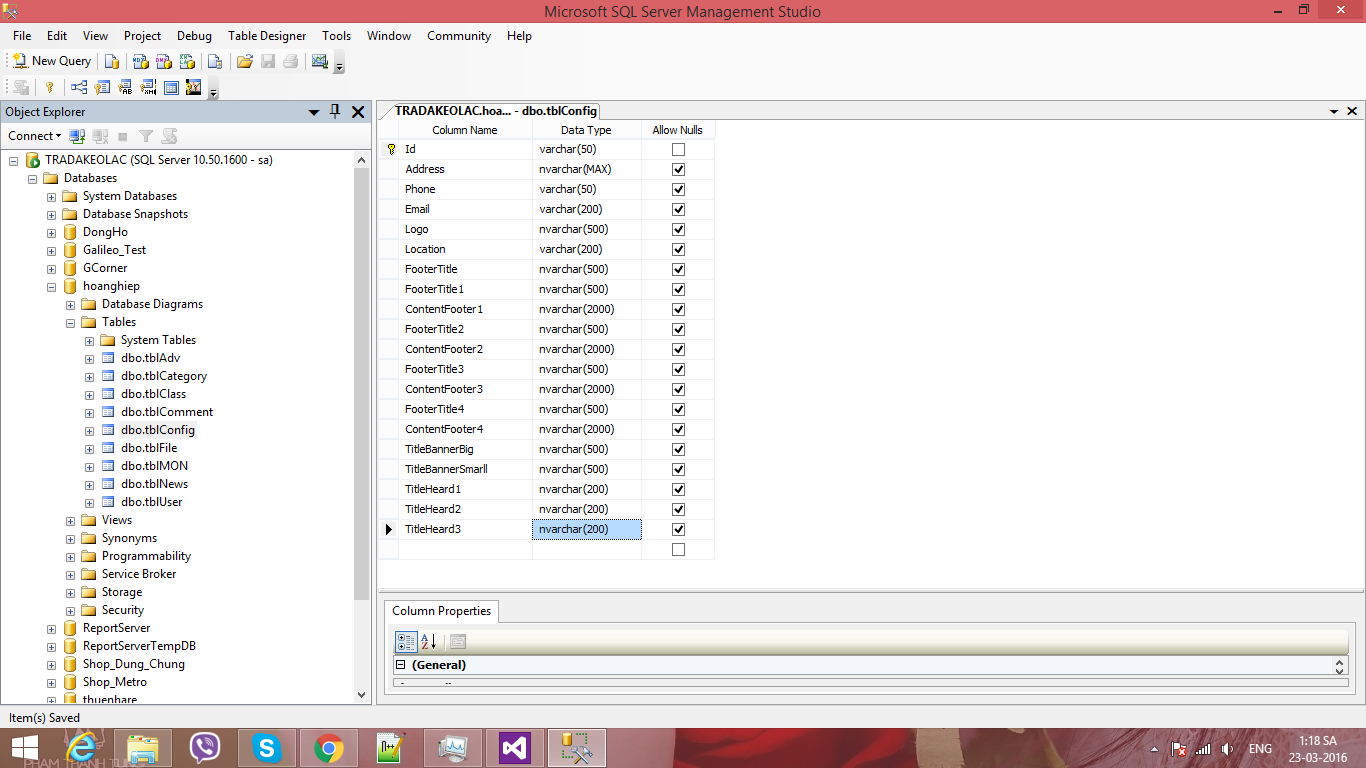 Microsoft SQL Server Management Studio
File Edit View Project Debug Table Designer Tools Window Community Help
New Query
Object Explorer
Connect
TRADAKEOLAC (SQL Server 10.50.1600 - sa)
Databases
System Databases
Database Snapshots
DongHo
Galileo_Test
GCorner
hoanghiep
Database Diagrams
Tables
System Tables
dbo.tblAdv
dbo.tblCategory
dbo.tblClass
dbo.tblComment
dbo.tblConfig
dbo.tblFile
dbo.tblMON
dbo.tblNews
dbo.tblUser
Views
Synonyms
Programmability
Service Broker
Storage
Security
ReportServer
ReportServerTempDB
Shop_Dung_Chung
Shop_Metro
thuenhare
TRADAKEOLAC.hoa... - dbo.tblConfig
Column Name Data Type Allow Nulls
Id varchar(50)
Address nvarchar(MAX)
Phone varchar(50)
Email varchar(200)
Logo nvarchar(500)
Location varchar(200)
FooterTitle nvarchar(500)
FooterTitle1 nvarchar(500)
ContentFooter1 nvarchar(2000)
FooterTitle2 nvarchar(500)
ContentFooter2 nvarchar(2000)
FooterTitle3 nvarchar(500)
ContentFooter3 nvarchar(2000)
FooterTitle4 nvarchar(500)
ContentFooter4 nvarchar(2000)
TitleBannerBig nvarchar(500)
TitleBannerSmarll nvarchar(500)
TitleHeard1 nvarchar(200)
TitleHeard2 nvarchar(200)
TitleHeard3 nvarchar(200)
Column Properties
(General)
Item(s) Saved
PHAM THANH TUNG
ENG
1:18 SA
23-03-2016